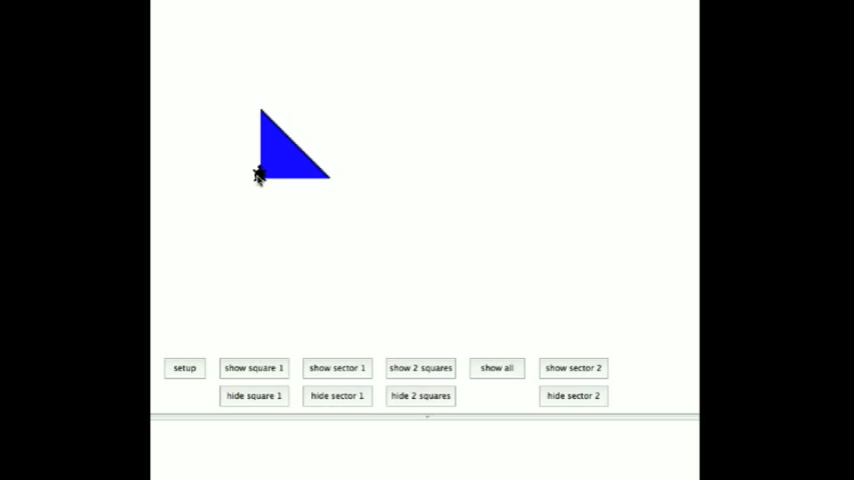 setup show square 1 show sector 1 show 2 squares show all show sector 2
hide square 1 hide sector 1 hide 2 squares hide sector 2